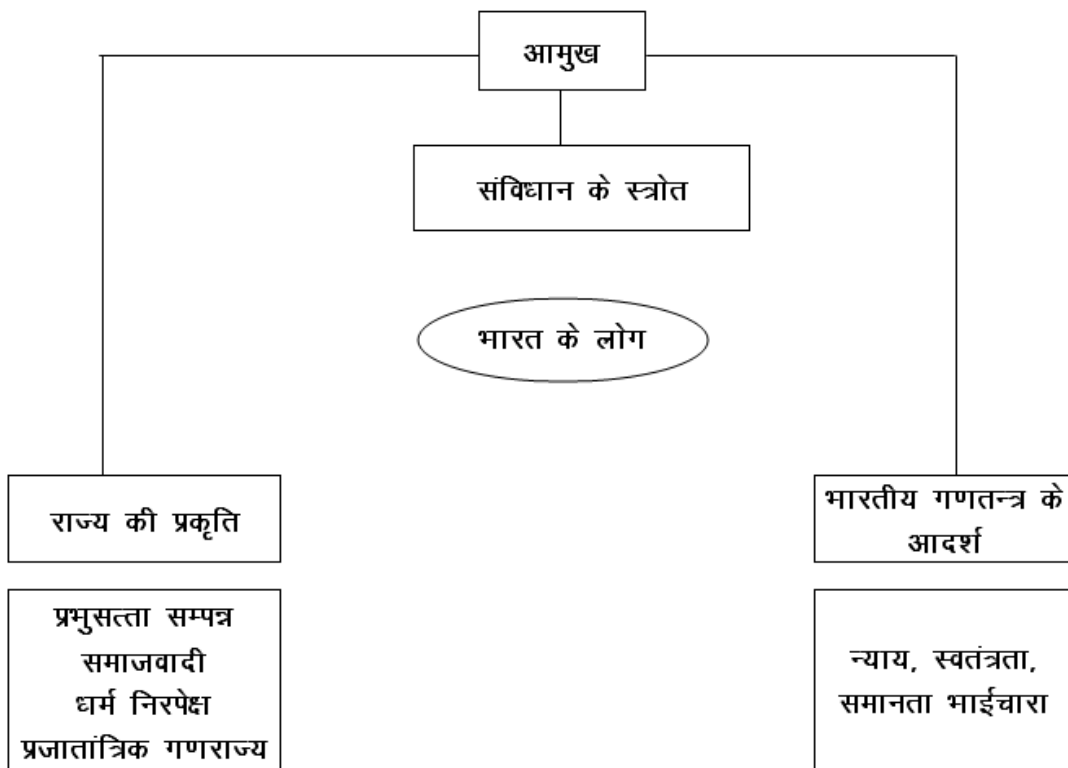 आमुख
संविधान के स्त्रोत
भारत के लोग
राज्य की प्रकृति
प्रभुसत्ता सम्पन्न
समाजवादी
धर्म निरपेक्ष
प्रजातांत्रिक गणराज्य
भारतीय गणतन्त्र के
आदर्श
न्याय, स्वतंत्रता,
समानता भाईचारा